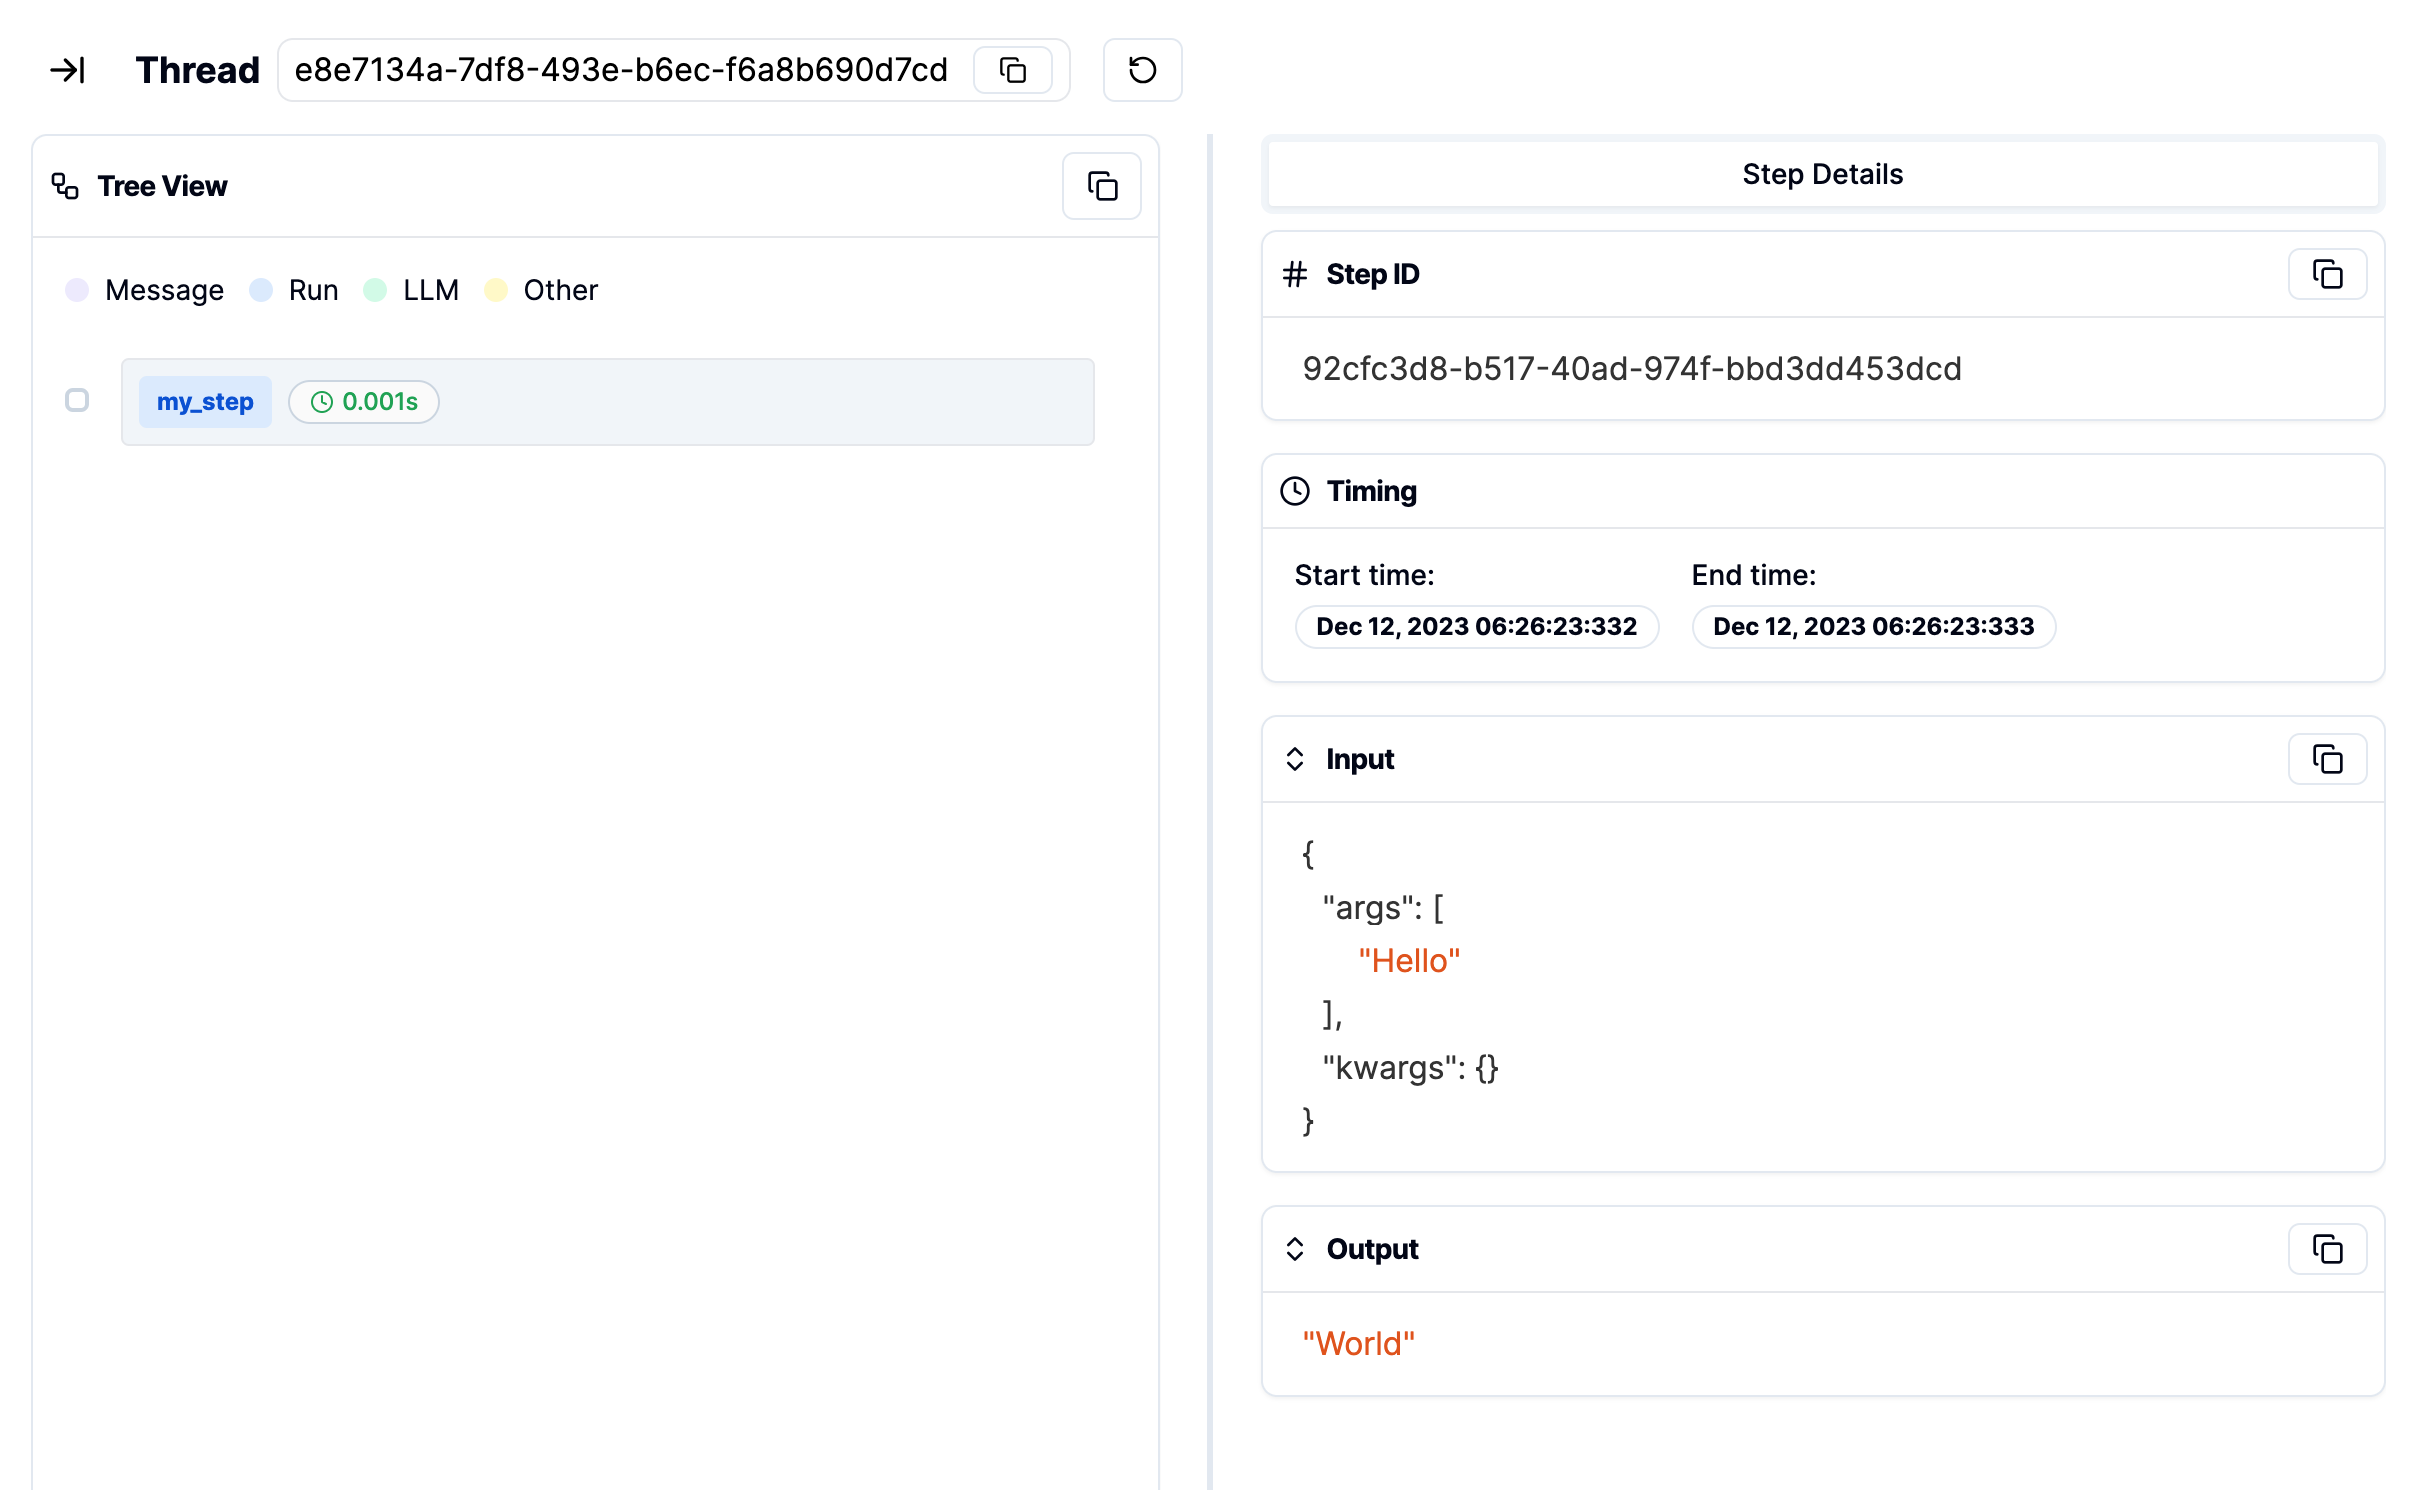 Thread e8e7134a-7df8-493e-b6ec-f6a8b690d7cd
Tree View
Message Run LLM Other
my_step 0.001s
Step Details
# Step ID
92cfc3d8-b517-40ad-974f-bbd3dd453dcd
Timing
Start time: End time:
Dec 12, 2023 06:26:23:332 Dec 12, 2023 06:26:23:333
Input
{
"args": [
"Hello"
],
"kwargs": {}
}
Output
"World"